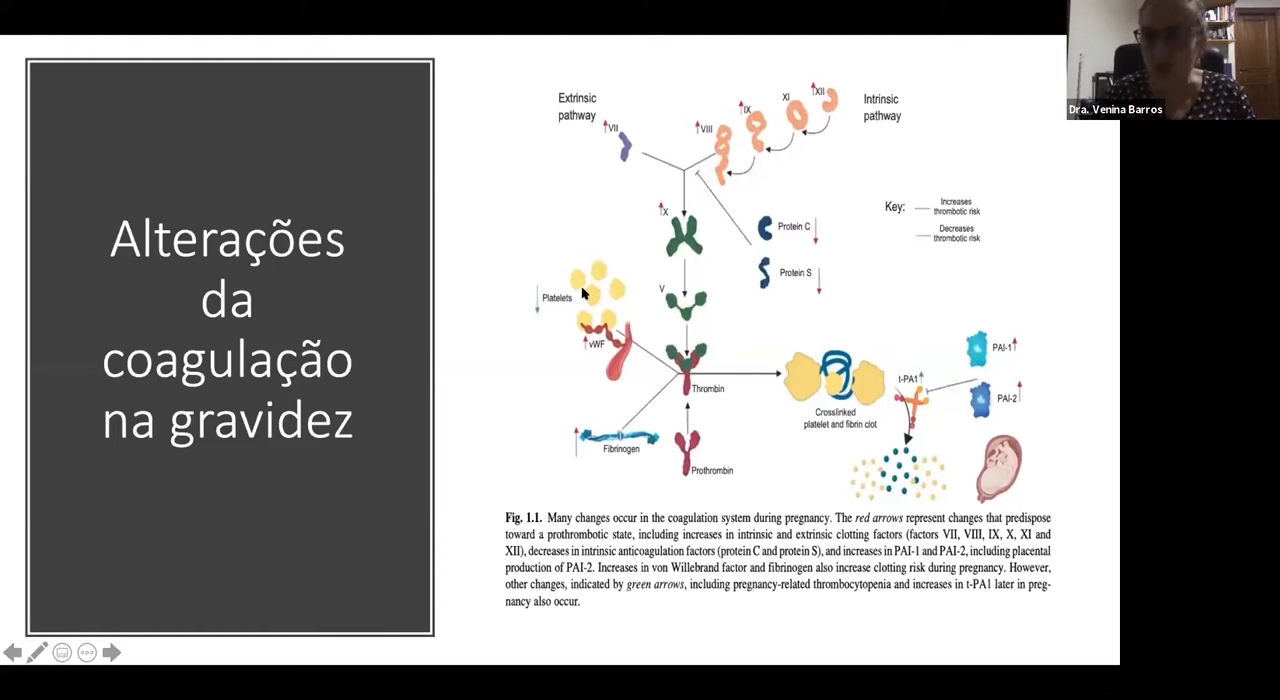 Alterações
da
coagulação
na gravidez
Extrinsic
pathway
VII
VIII
IX
XI
XII
Intrinsic
pathway
X
Protein C
Protein S
Key:
Increases
thrombotic risk
Decreases
thrombotic risk
Platelets
V
vWF
Thrombin
Fibrinogen
Prothrombin
Crosslinked
platelet and fibrin clot
t-PA1
PAI-1
PAI-2
Fig. 1.1. Many changes occur in the coagulation system during pregnancy. The red arrows represent changes that predispose
toward a prothrombotic state, including increases in intrinsic and extrinsic clotting factors (factors VII, VIII, IX, X, XI and
XII), decreases in intrinsic anticoagulation factors (protein C and protein S), and increases in PAI-1 and PAI-2, including placental
production of PAI-2. Increases in von Willebrand factor and fibrinogen also increase clotting risk during pregnancy. However,
other changes, indicated by green arrows, including pregnancy-related thrombocytopenia and increases in t-PA1 later in preg-
nancy also occur.
Dra. Venina Barros